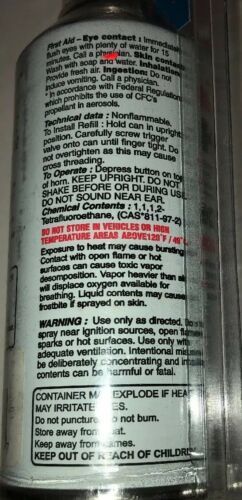 First Aid - Eye contact : Immediately
flush eyes with plenty of water for 15
minutes. Call a physician. Skin contact:
Wash with soap and water. Inhalation:
Provide fresh air. Ingestion: Do not
Induce vomiting. Call a physician.
* In accordance with Federal Regulations
which prohibits the use of CFC's
propellant in aerosols.
Technical data : Nonflammable.
To Install Refill : Hold can in upright
position. Carefully screw trigger
valve onto can until finger tight. Do
not overtighten as this may cause
cross threading.
To Operate : Depress button on top
of horn. KEEP UPRIGHT. DO NOT
SHAKE BEFORE OR DURING USE.
DO NOT SOUND NEAR EAR.
Chemical Contents : 1,1,1,2-
Tetrafluoroethane, (CAS*811-97-2)
DO NOT STORE IN VEHICLES OR HIGH
TEMPERATURE AREAS ABOVE 120°F / 49°
Exposure to heat may cause bursting.
Contact with open flame or hot
surfaces can cause toxic vapor
decomposition. Vapor heavier than air
will displace oxygen available for
breathing. Liquid contents may cause
frostbite if sprayed on skin.
WARNING : Use only as directed. Do not
spray near ignition sources, open flames,
sparks or hot surfaces. Use only with
adequate ventilation. Intentional misuse
be deliberately concentrating and inhaling
contents can be harmful or fatal.
CONTAINER MAY EXPLODE IF HEATED
MAY IRRITATE EYES.
Do not puncture. Do not burn.
Store away from heat.
Keep away from flames.
KEEP OUT OF REACH OF CHILDREN